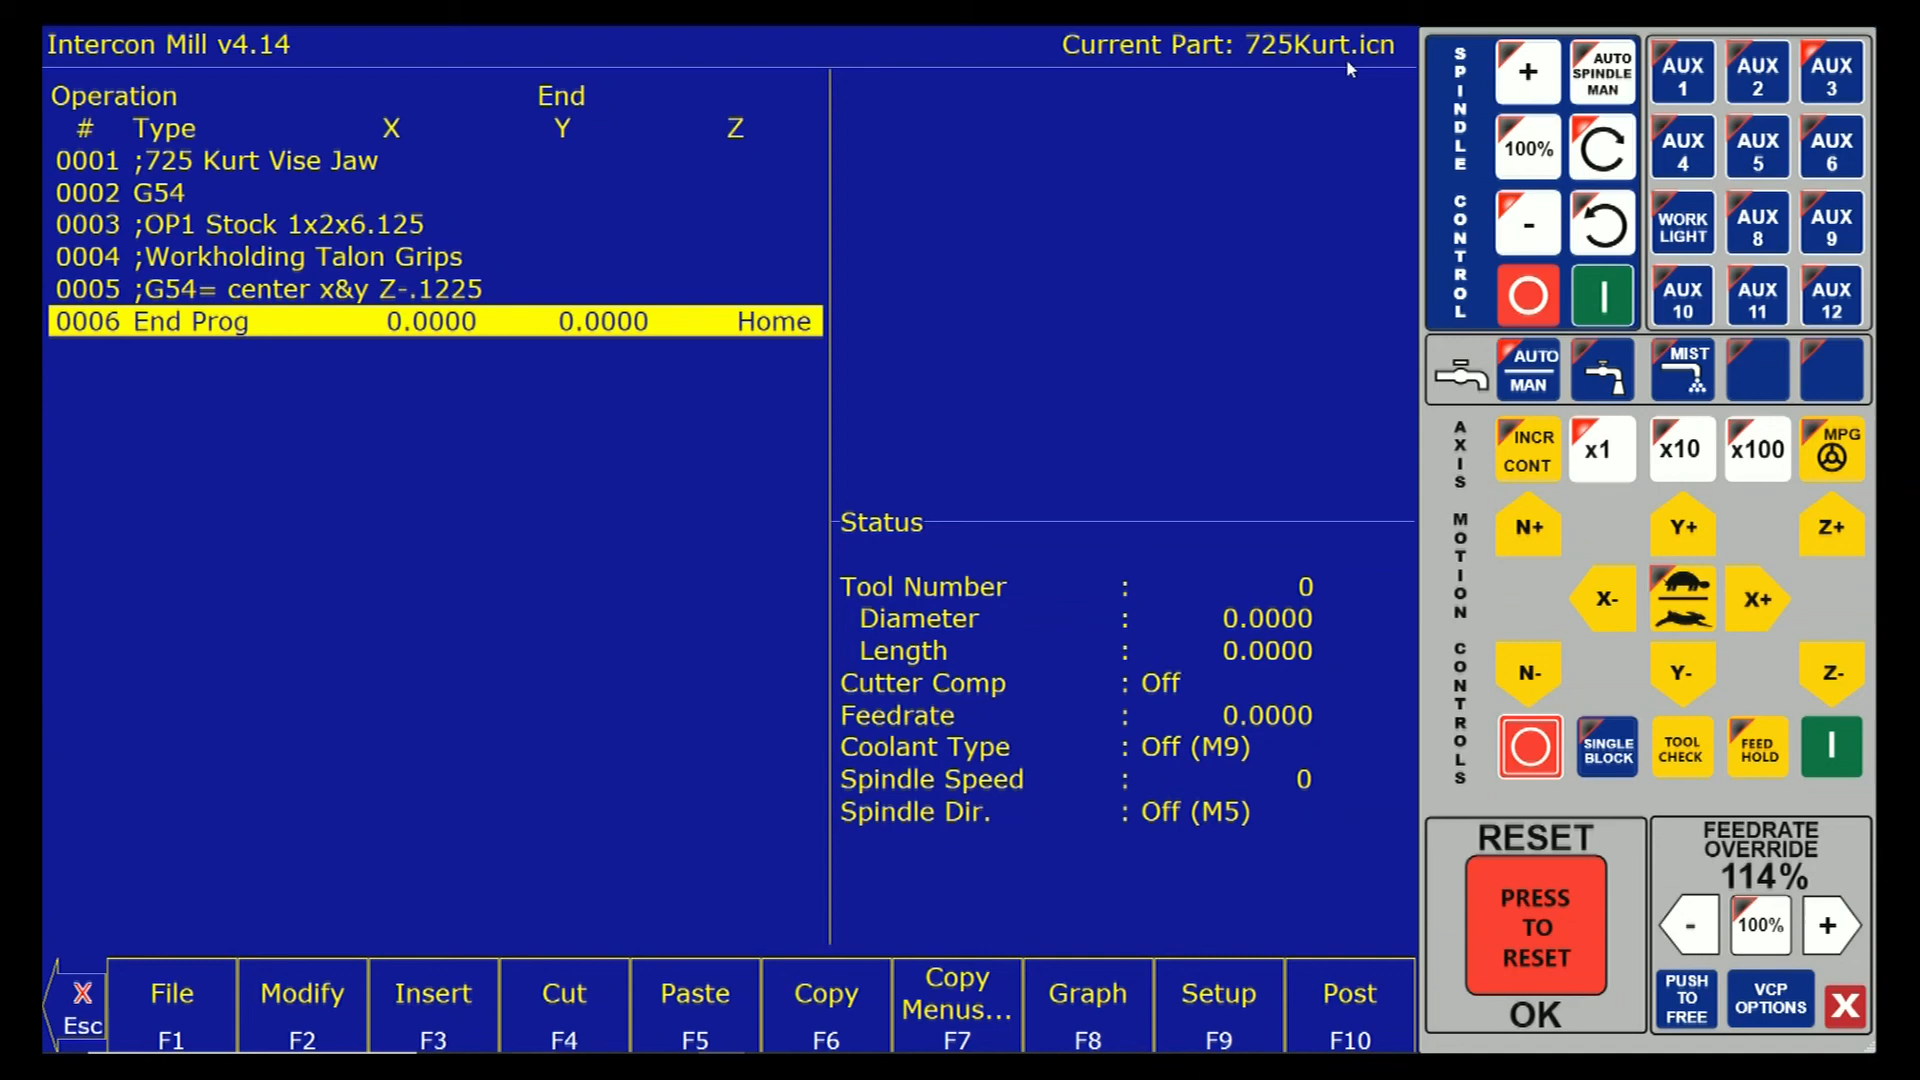 Intercon Mill v4.14
Current Part: 725Kurt.icn
Operation End
# Type X Y Z
0001 ;725 Kurt Vise Jaw
0002 G54
0003 ;OP1 Stock 1x2x6.125
0004 ;Workholding Talon Grips
0005 ;G54= center x&y Z-.1225
0006 End Prog 0.0000 0.0000 Home
Status
Tool Number : 0
Diameter : 0.0000
Length : 0.0000
Cutter Comp : Off
Feedrate : 0.0000
Coolant Type : Off (M9)
Spindle Speed : 0
Spindle Dir. : Off (M5)
X Esc
File F1
Modify F2
Insert F3
Cut F4
Paste F5
Copy F6
Copy Menus... F7
Graph F8
Setup F9
Post F10
SPINDLE CONTROL
+
AUTO SPINDLE MAN
100%
-
AUX 1
AUX 2
AUX 3
AUX 4
AUX 5
AUX 6
WORK LIGHT
AUX 8
AUX 9
AUX 10
AUX 11
AUX 12
AUTO MAN
MIST
AXIS MOTION CONTROLS
INCR CONT
x1
x10
x100
MPG
N+
Y+
Z+
X-
X+
N-
Y-
Z-
SINGLE BLOCK
TOOL CHECK
FEED HOLD
RESET
PRESS TO RESET
OK
FEEDRATE OVERRIDE
114%
-
100%
+
PUSH TO FREE
VCP OPTIONS
X